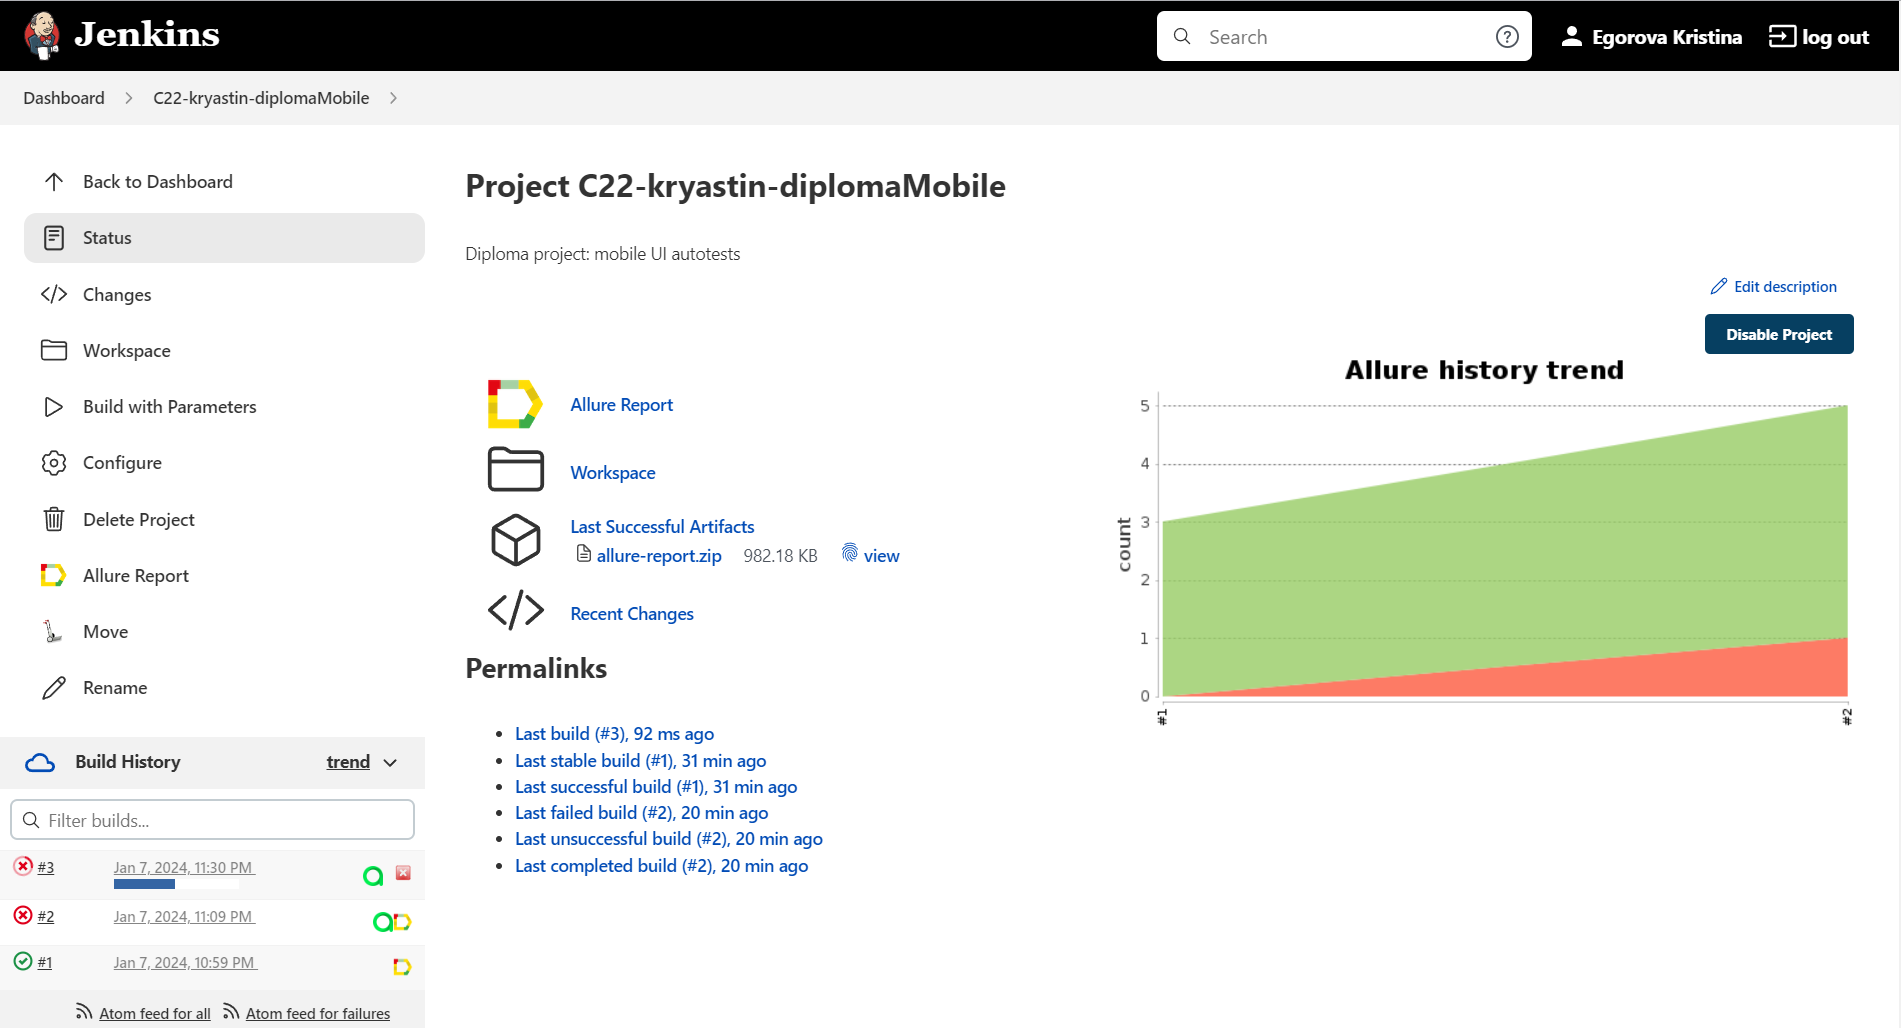 Jenkins
Search
Egorova Kristina
log out
Dashboard
C22-kryastin-diplomaMobile
Back to Dashboard
Status
Changes
Workspace
Build with Parameters
Configure
Delete Project
Allure Report
Move
Rename
Build History
trend
Filter builds...
#3
Jan 7, 2024, 11:30 PM
#2
Jan 7, 2024, 11:09 PM
#1
Jan 7, 2024, 10:59 PM
Atom feed for all
Atom feed for failures
Project C22-kryastin-diplomaMobile
Diploma project: mobile UI autotests
Edit description
Disable Project
Allure Report
Workspace
Last Successful Artifacts
allure-report.zip 982.18 KB view
Recent Changes
Permalinks
Last build (#3), 92 ms ago
Last stable build (#1), 31 min ago
Last successful build (#1), 31 min ago
Last failed build (#2), 20 min ago
Last unsuccessful build (#2), 20 min ago
Last completed build (#2), 20 min ago
Allure history trend
count
5
4
3
2
1
0
#1
#2